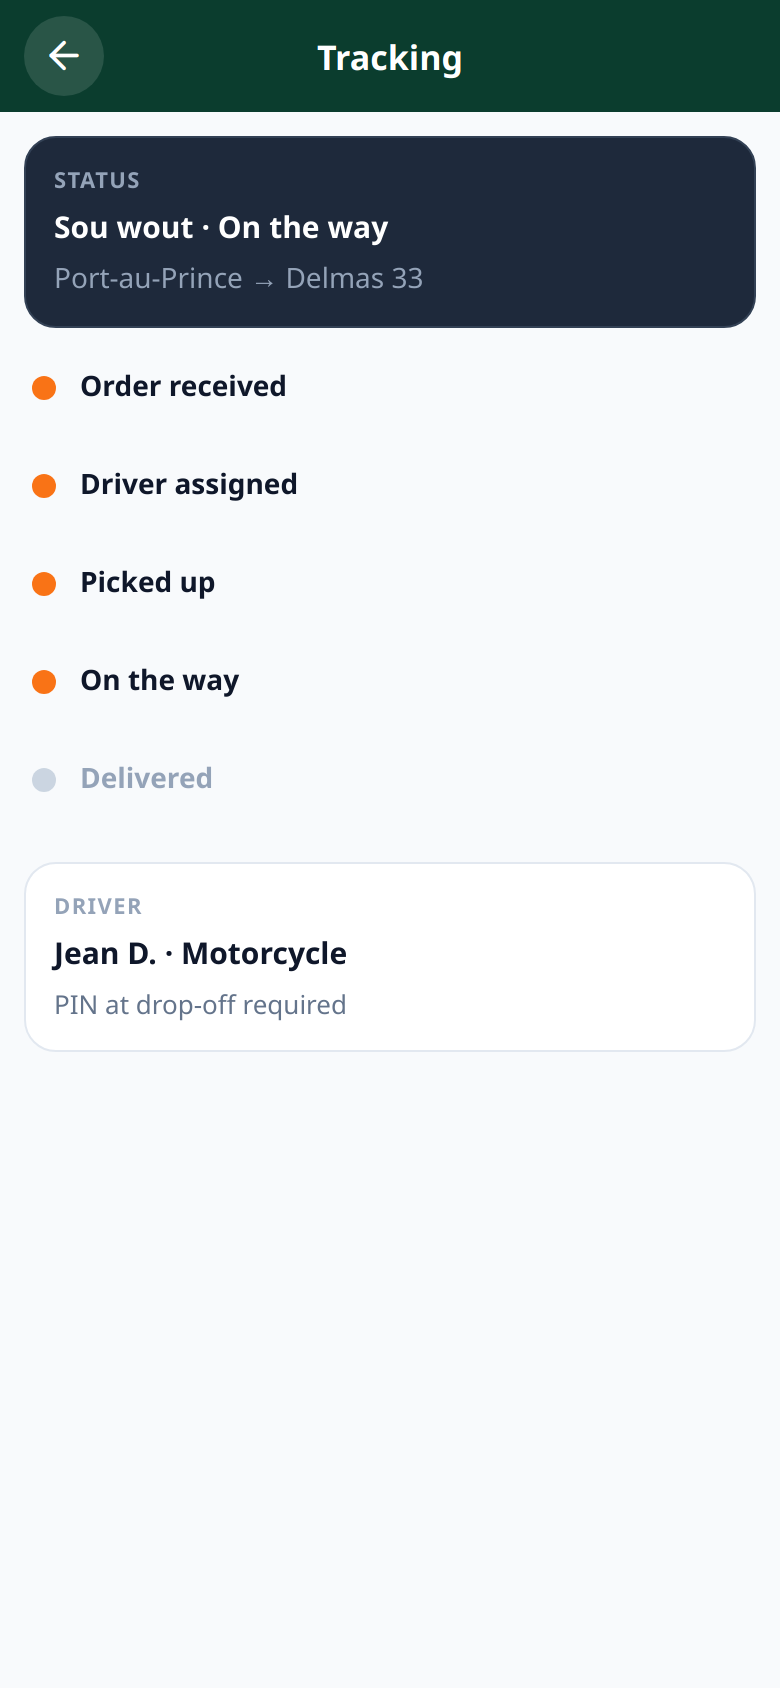 Tracking
STATUS
Sou wout · On the way
Port-au-Prince → Delmas 33
Order received
Driver assigned
Picked up
On the way
Delivered
DRIVER
Jean D. · Motorcycle
PIN at drop-off required